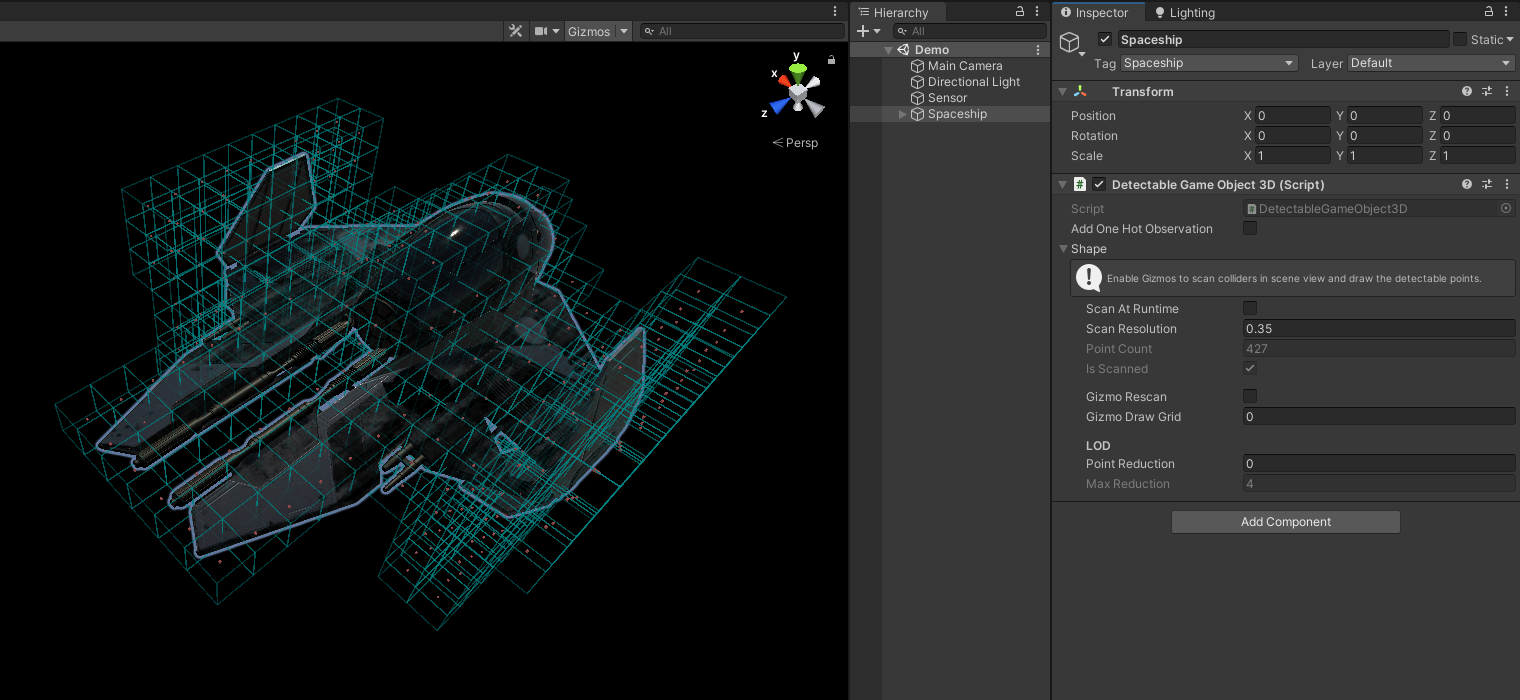 Gizmos
All
y
x
z
Persp
Hierarchy
All
Demo
Main Camera
Directional Light
Sensor
Spaceship
Inspector
Lighting
Spaceship
Static
Tag Spaceship Layer Default
Transform
Position X 0 Y 0 Z 0
Rotation X 0 Y 0 Z 0
Scale X 1 Y 1 Z 1
# Detectable Game Object 3D (Script)
Script DetectableGameObject3D
Add One Hot Observation
Shape
Enable Gizmos to scan colliders in scene view and draw the detectable points.
Scan At Runtime
Scan Resolution 0.35
Point Count 427
Is Scanned
Gizmo Rescan
Gizmo Draw Grid 0
LOD
Point Reduction 0
Max Reduction 4
Add Component